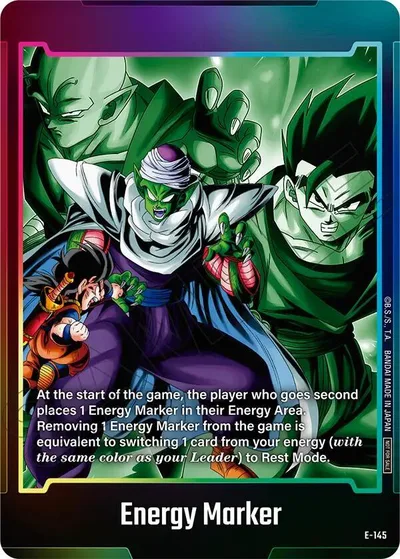 At the start of the game, the player who goes second
places 1 Energy Marker in their Energy Area.
Removing 1 Energy Marker from the game is
equivalent to switching 1 card from your energy (with
the same color as your Leader) to Rest Mode.
©B.S./S., T.A. BANDAI MADE IN JAPAN
NOT FOR SALE
Energy Marker
E-145